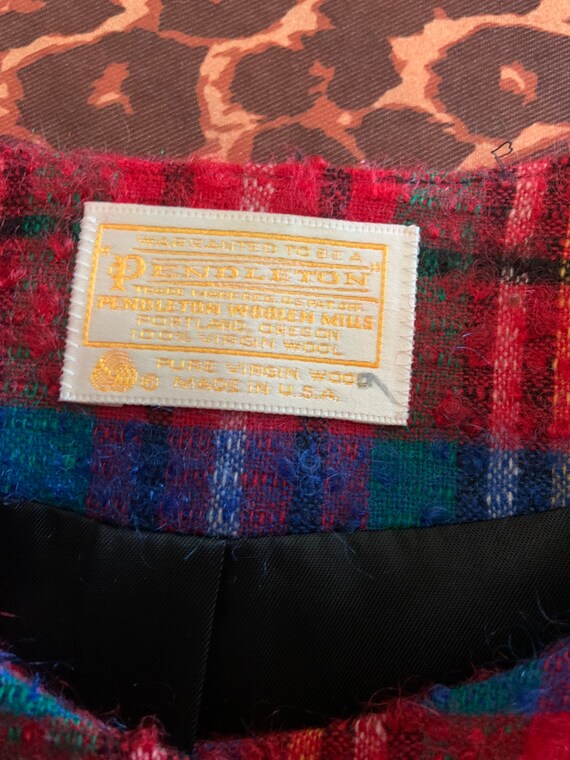 WARRANTED TO BE A
"PENDLETON"
TRADE MARK REG. U.S. PAT. OFF.
PENDLETON WOOLEN MILLS
PORTLAND, OREGON
100% VIRGIN WOOL
PURE VIRGIN WOOL
® MADE IN U.S.A.